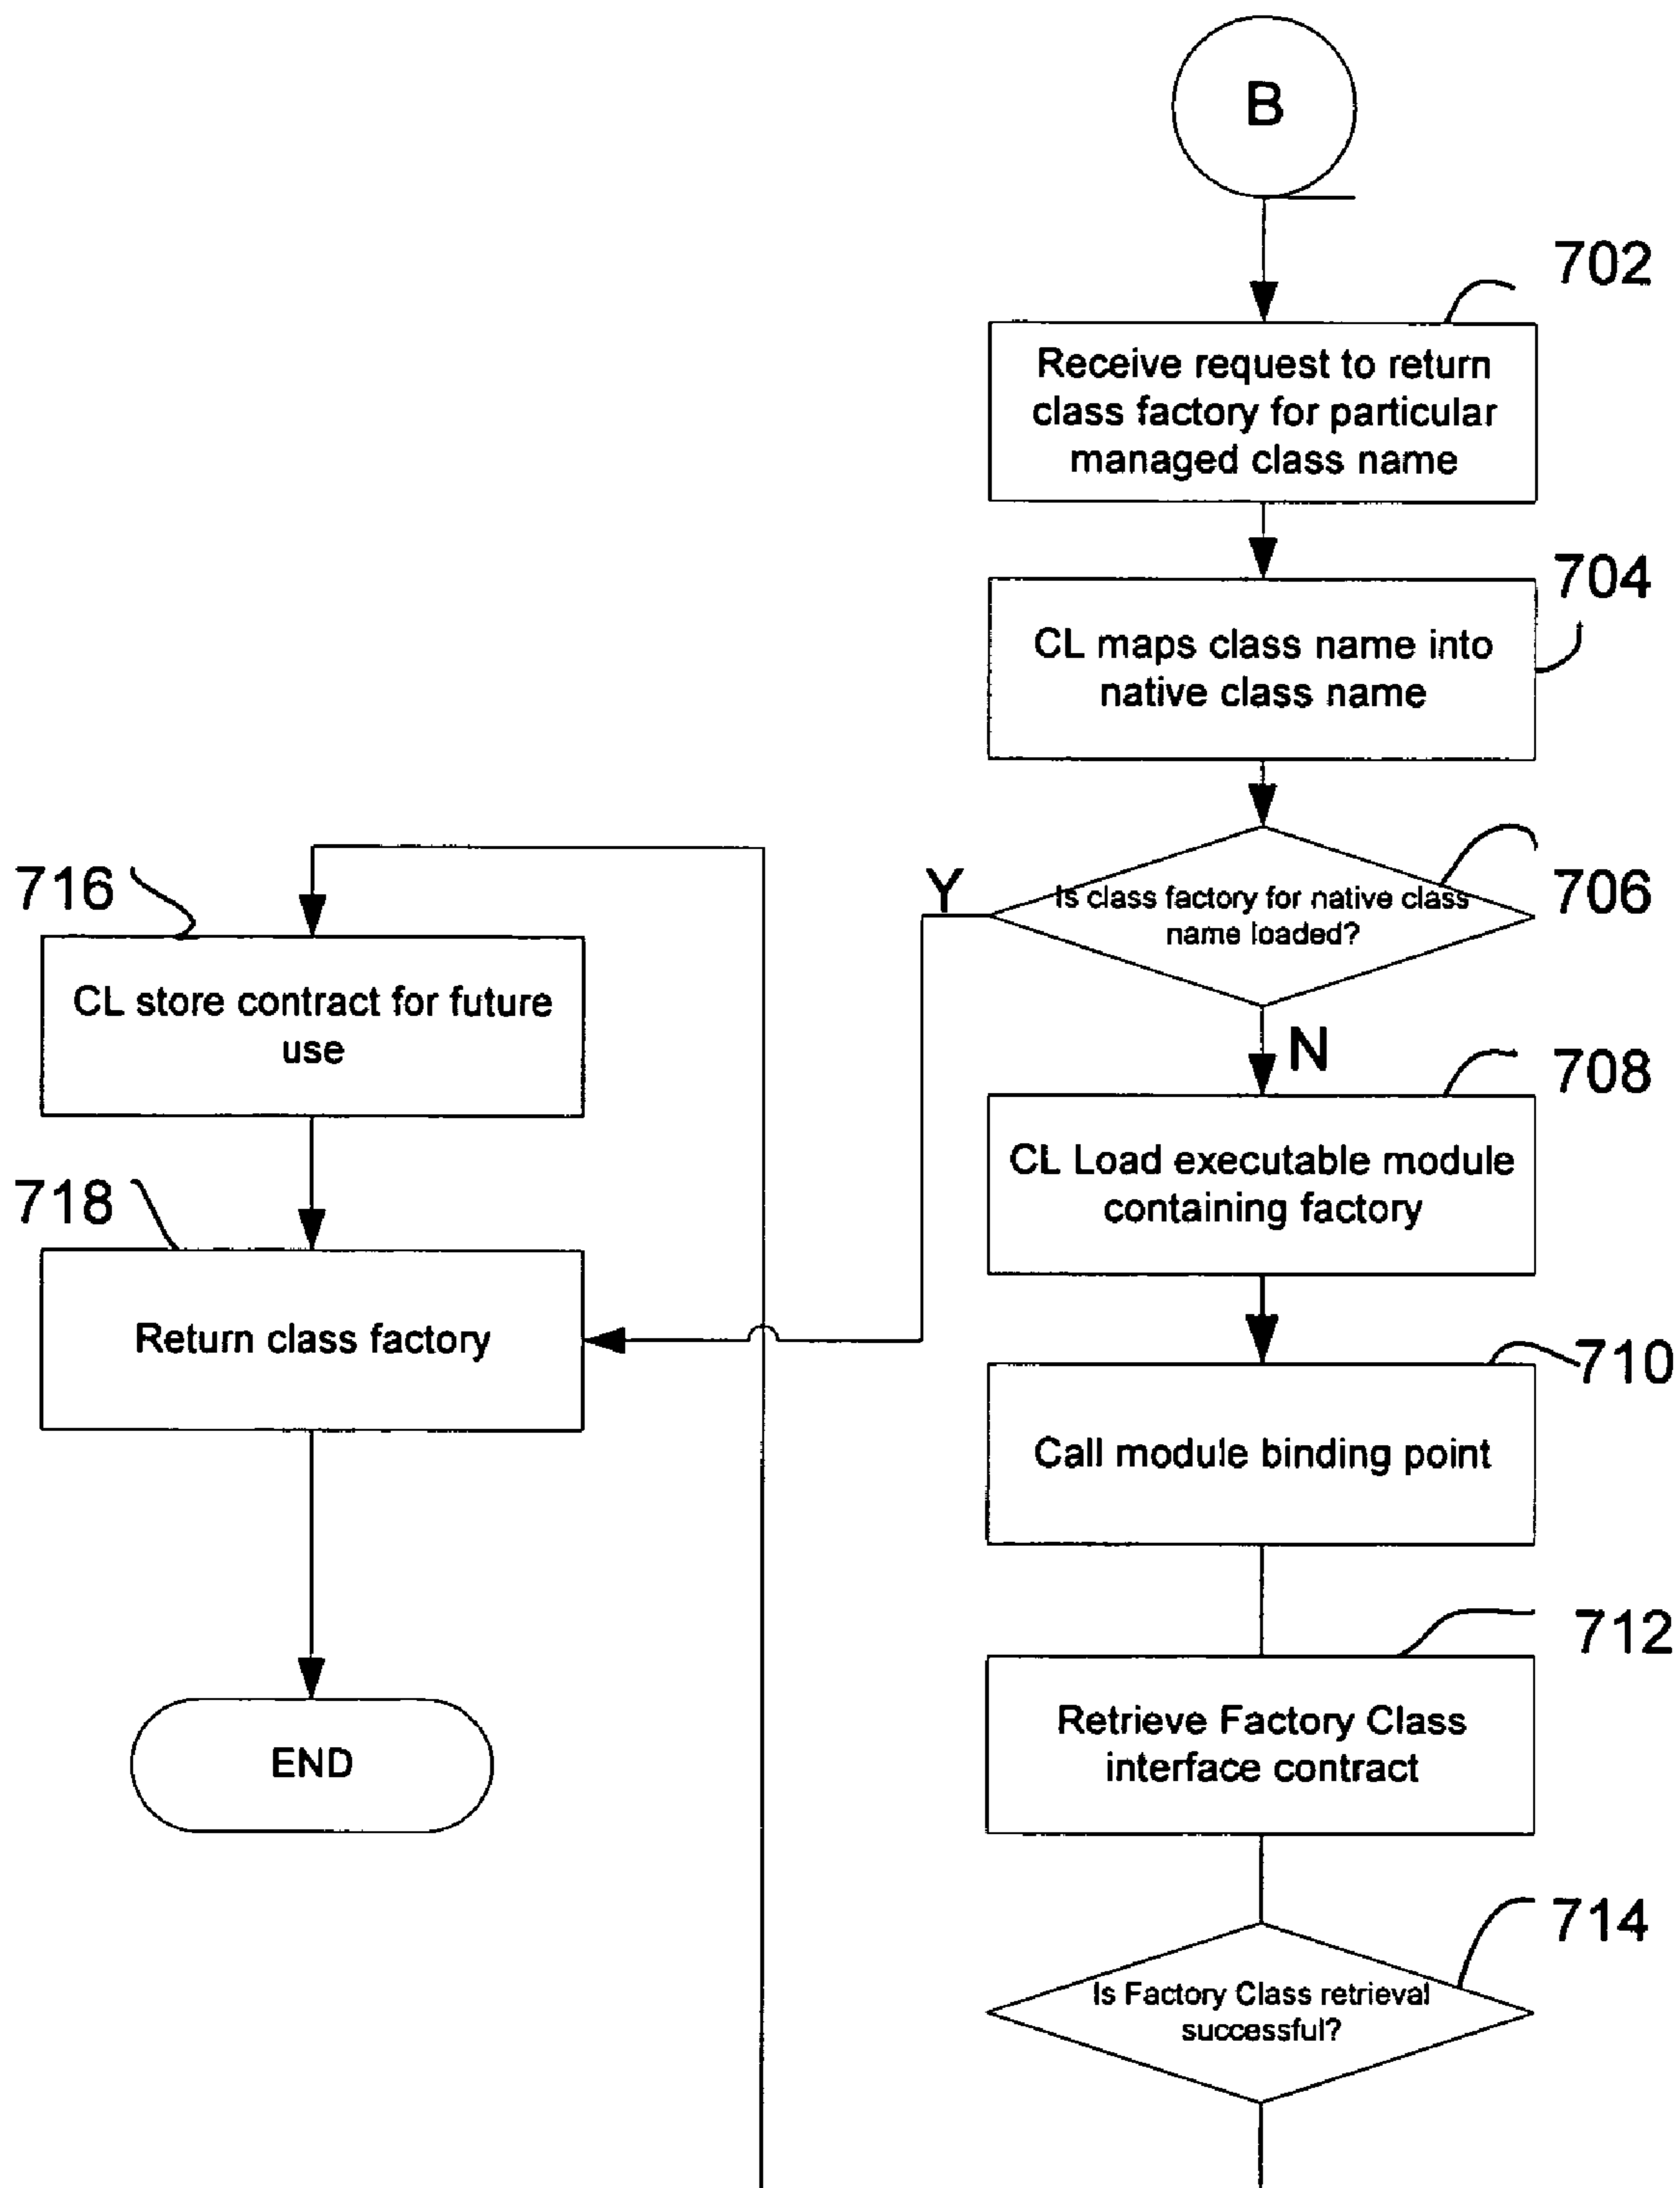 B
702
Receive request to return
class factory for particular
managed class name
704
CL maps class name into
native class name
706
Y
Is class factory for native class
name loaded?
N
716
CL store contract for future
use
708
CL Load executable module
containing factory
718
Return class factory
710
Call module binding point
712
Retrieve Factory Class
interface contract
END
714
Is Factory Class retrieval
successful?